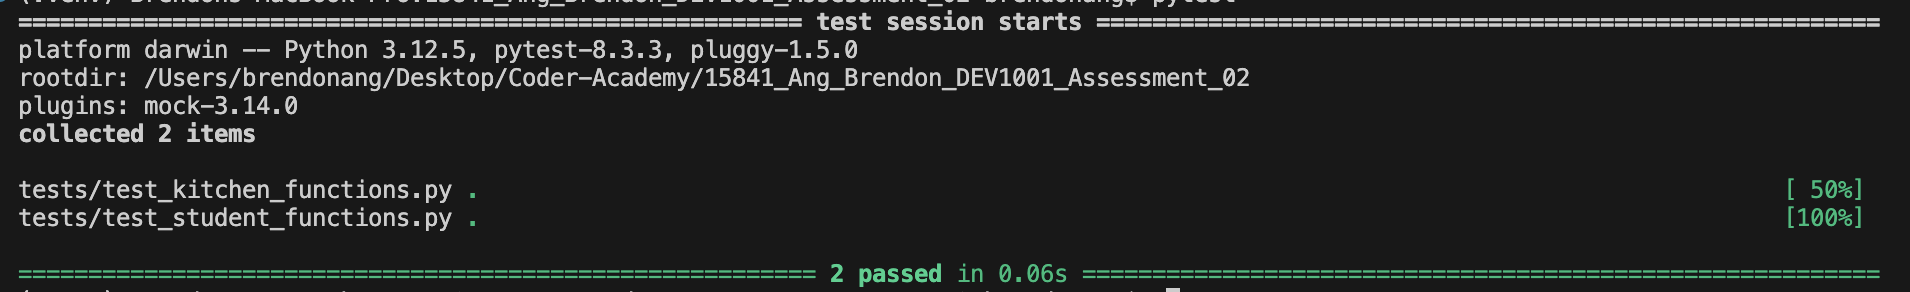 ============================================================ test session starts ============================================================
platform darwin -- Python 3.12.5, pytest-8.3.3, pluggy-1.5.0
rootdir: /Users/brendonang/Desktop/Coder-Academy/15841_Ang_Brendon_DEV1001_Assessment_02
plugins: mock-3.14.0
collected 2 items
tests/test_kitchen_functions.py . [ 50%]
tests/test_student_functions.py . [100%]
============================================================= 2 passed in 0.06s =============================================================